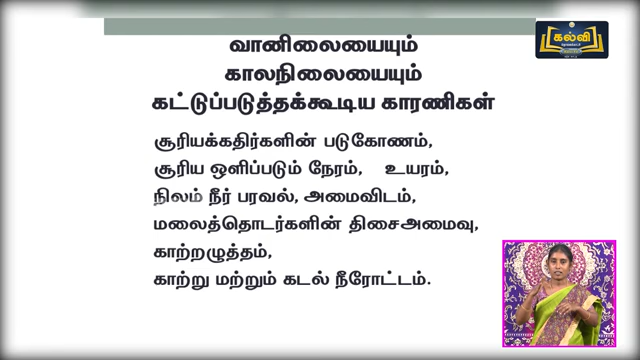 கல்வி
வானிலையையும்
காலநிலையையும்
கட்டுப்படுத்தக்கூடிய காரணிகள்
சூரியக்கதிர்களின் படுகோணம்,
சூரிய ஒளிப்படும் நேரம், உயரம்,
நிலம் நீர் பரவல், அமைவிடம்,
மலைத்தொடர்களின் திசைஅமைவு,
காற்றழுத்தம்,
காற்று மற்றும் கடல் நீரோட்டம்.